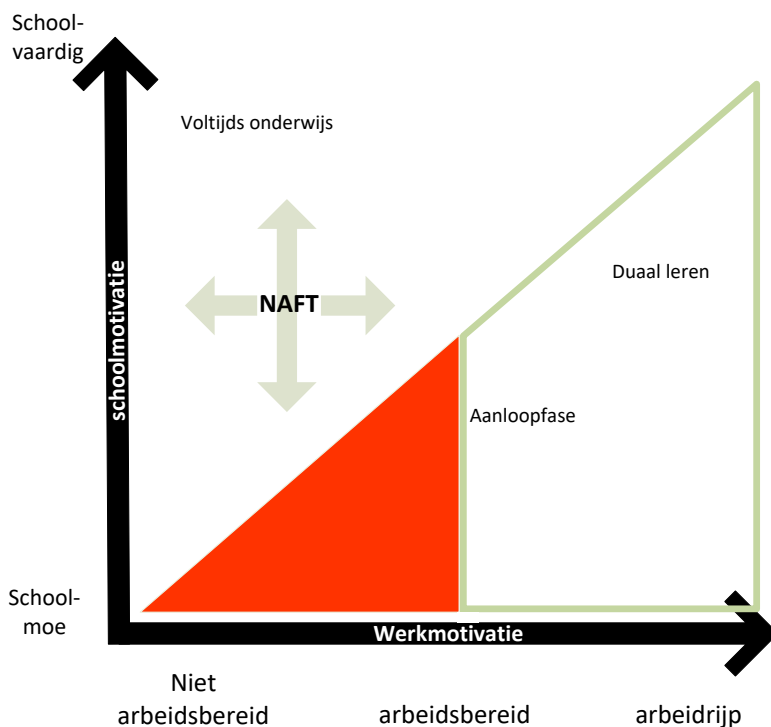 School-
vaardig
Voltijds onderwijs
Duaal leren
schoolmotivatie
NAFT
Aanloopfase
School-
moe
Werkmotivatie
Niet
arbeidsbereid
arbeidsbereid
arbeidrijp